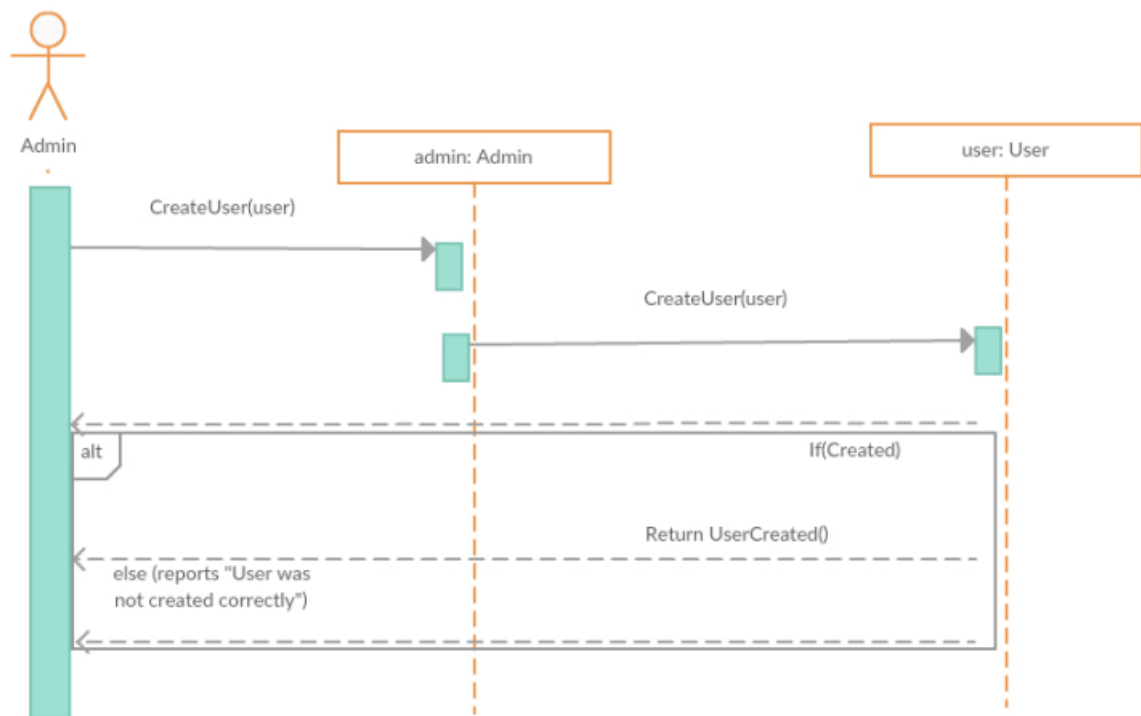 Admin
admin: Admin
user: User
CreateUser(user)
CreateUser(user)
alt
If(Created)
Return UserCreated()
else (reports "User was
not created correctly")